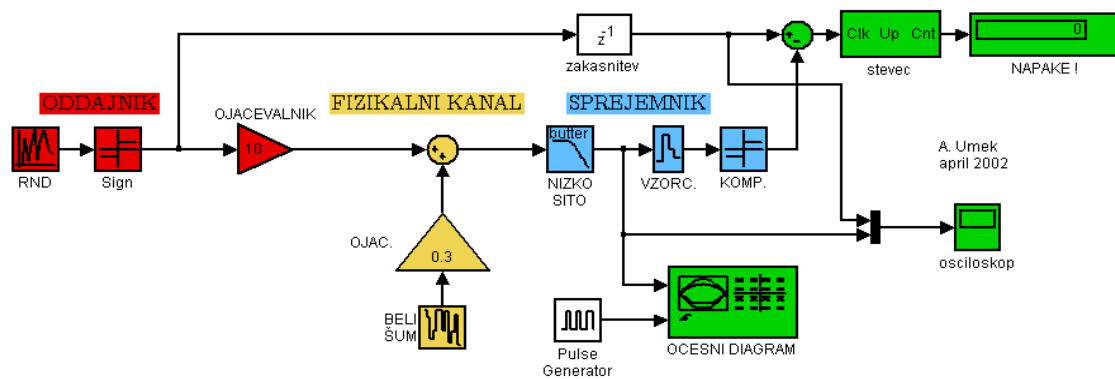 z⁻¹
zakasnitev
Clk Up Cnt
stevec
0
NAPAKE !
ODDAJNIK
FIZIKALNI KANAL
SPREJEMNIK
RND
Sign
OJACEVALNIK
10
butter
NIZKO
SITO
VZORC.
KOMP.
A. Umek
april 2002
OJAC.
0.3
osciloskop
BELI
ŠUM
Pulse
Generator
OCESNI DIAGRAM